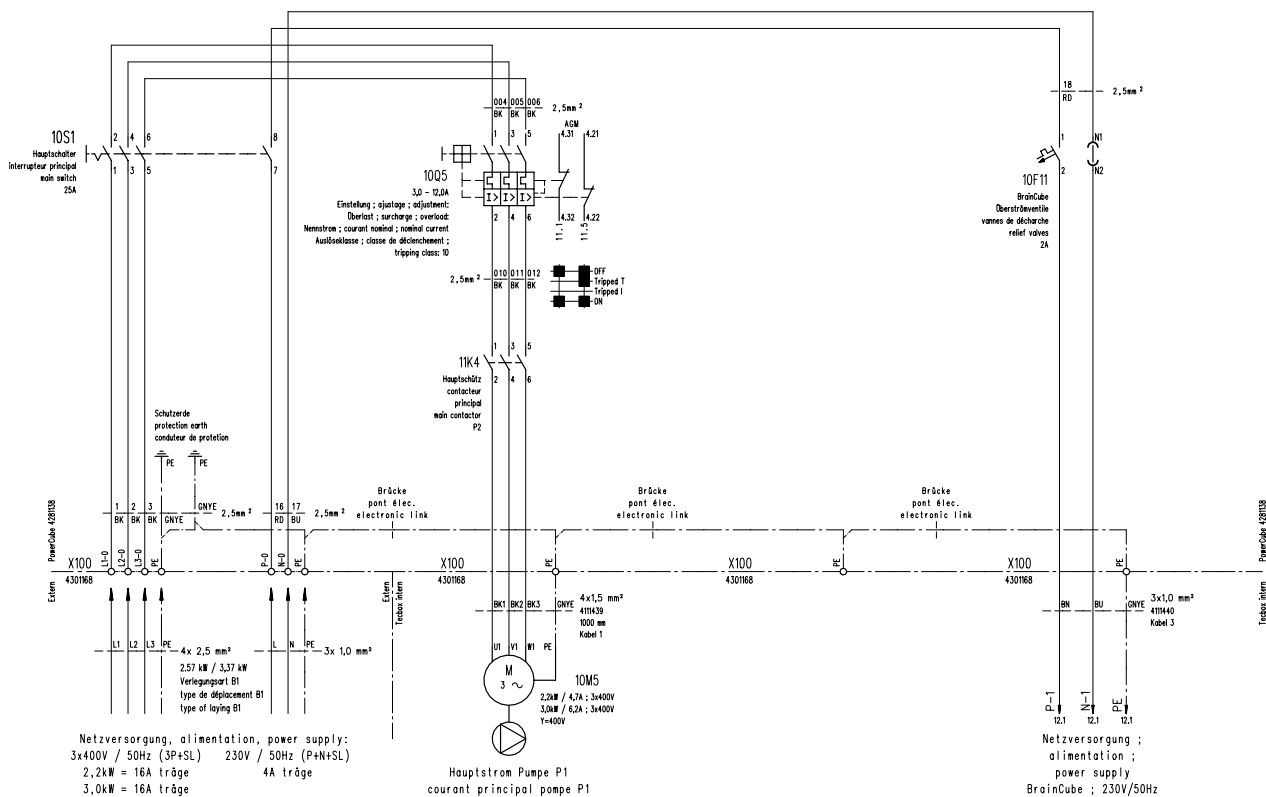 18
RD
2,5mm²
004 005 006
BK BK BK
2,5mm²
AGM
4.31 4.21
10S1
Hauptschalter
interrupteur principal
main switch
25A
2 4 6
1 3 5
8
7
1 3 5
10Q5
3,0 - 12,0A
Einstellung ; ajustage ; adjustment:
Überlast ; surcharge ; overload:
Nennstrom ; courant nominal ; nominal current
Auslöseklasse ; classe de déclenchement ;
tripping class: 10
I> I> I>
2 4 6
4.32 4.22
11.1 11.5
1
2
N1
N2
10F11
BrainCube
Überströmventile
vannes de décharche
relief valves
2A
2,5mm²
010 011 012
BK BK BK
OFF
Tripped T
Tripped I
ON
11K4
Hauptschütz
contacteur
principal
main contactor
P2
1 3 5
2 4 6
Schutzerde
protection earth
conduteur de protetion
PE PE
1 2 3
BK BK BK GNYE
GNYE
2,5mm²
16 17
RD BU
2,5mm²
Brücke
pont élec.
electronic link
Brücke
pont élec.
electronic link
Brücke
pont élec.
electronic link
PowerCube 4281138
PowerCube 4281138
X100
4301168
L1-0 L2-0 L3-0 PE
P-0 N-0 PE
X100
4301168
PE
X100
4301168
PE
X100
4301168
PE
Extern
Extern
Tecbox intern
Tecbox intern
BK1 BK2 BK3 GNYE
4x1,5 mm²
4111439
1000 mm
Kabel 1
BN BU GNYE
3x1,0 mm²
4111440
Kabel 3
L1 L2 L3 PE
4x 2,5 mm²
2,57 kW / 3,37 kW
Verlegungsart B1
type de déplacement B1
type of laying B1
L N PE
3x 1,0 mm²
U1 V1 W1 PE
M
3 ~
10M5
2,2kW / 4,7A ; 3x400V
3,0kW / 6,2A ; 3x400V
Y=400V
P-1 N-1 PE
12.1 12.1 12.1
Netzversorgung, alimentation, power supply:
3x400V / 50Hz (3P+SL) 230V / 50Hz (P+N+SL)
2,2kW = 16A träge 4A träge
3,0kW = 16A träge
Hauptstrom Pumpe P1
courant principal pompe P1
Netzversorgung ;
alimentation ;
power supply
BrainCube ; 230V/50Hz